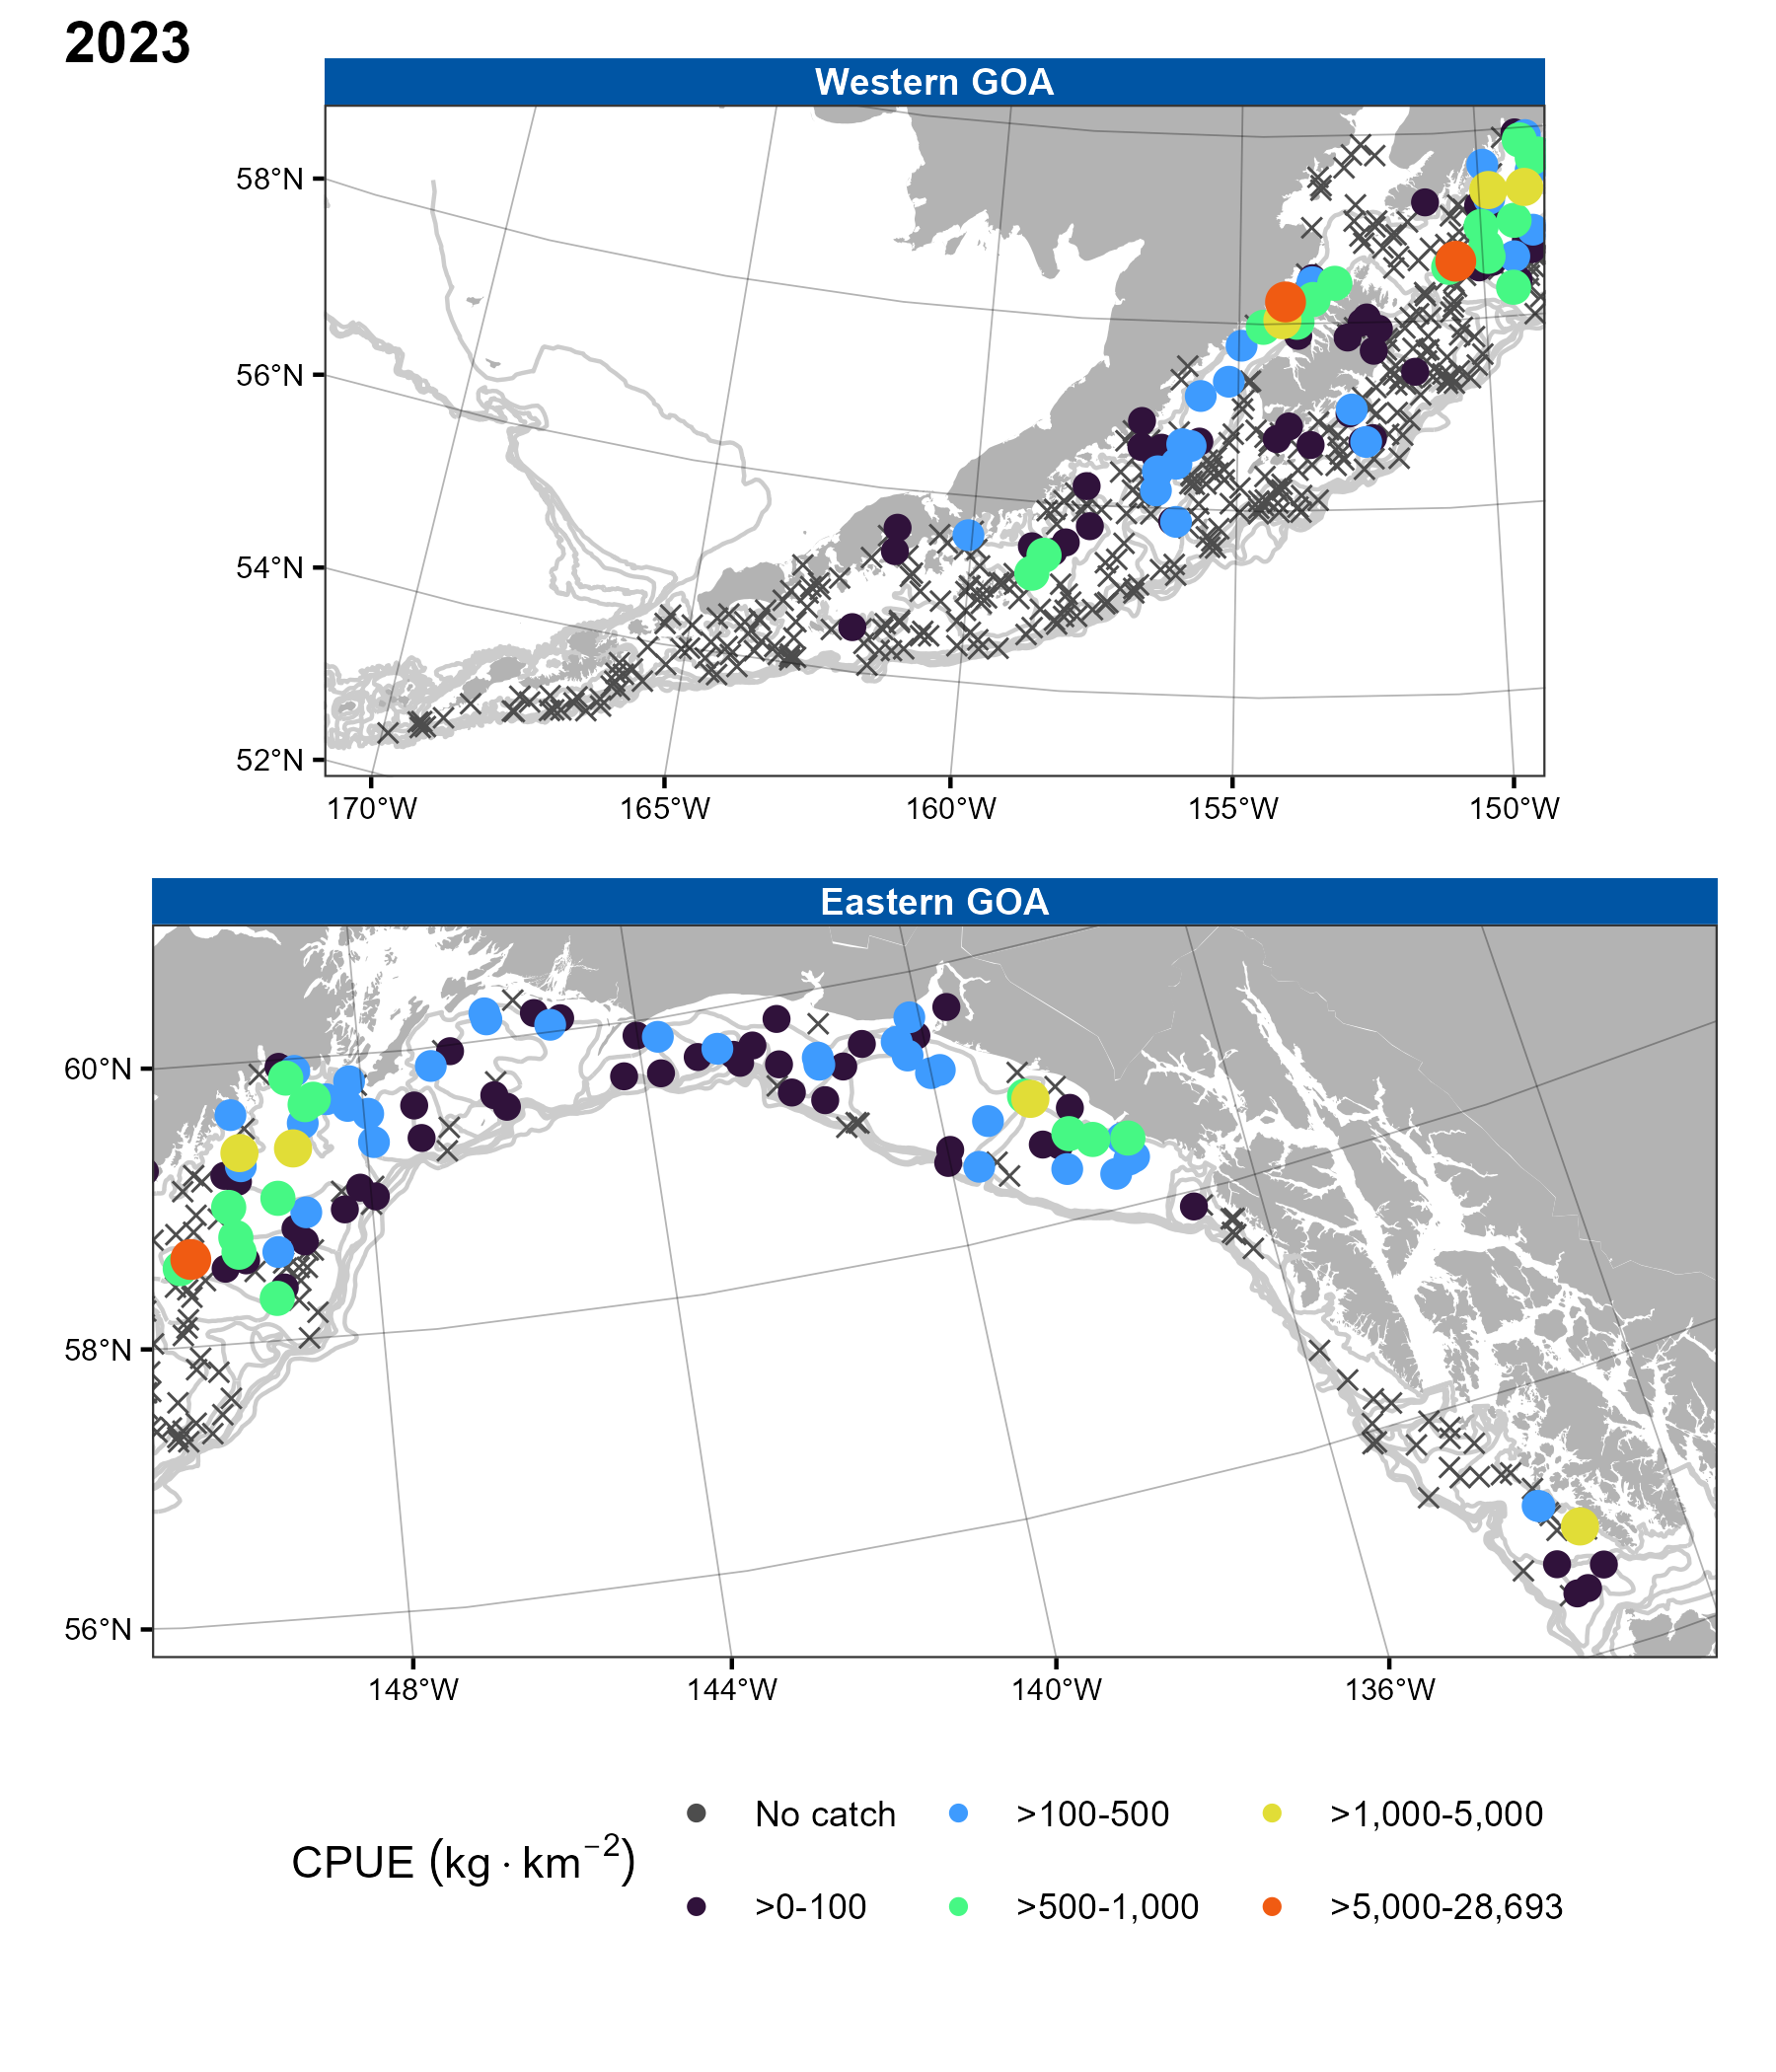 2023
Western GOA
58°N
56°N
54°N
52°N
170°W 165°W 160°W 155°W 150°W
Eastern GOA
60°N
58°N
56°N
148°W 144°W 140°W 136°W
CPUE (kg · km⁻²)
No catch >100-500 >1,000-5,000
>0-100 >500-1,000 >5,000-28,693